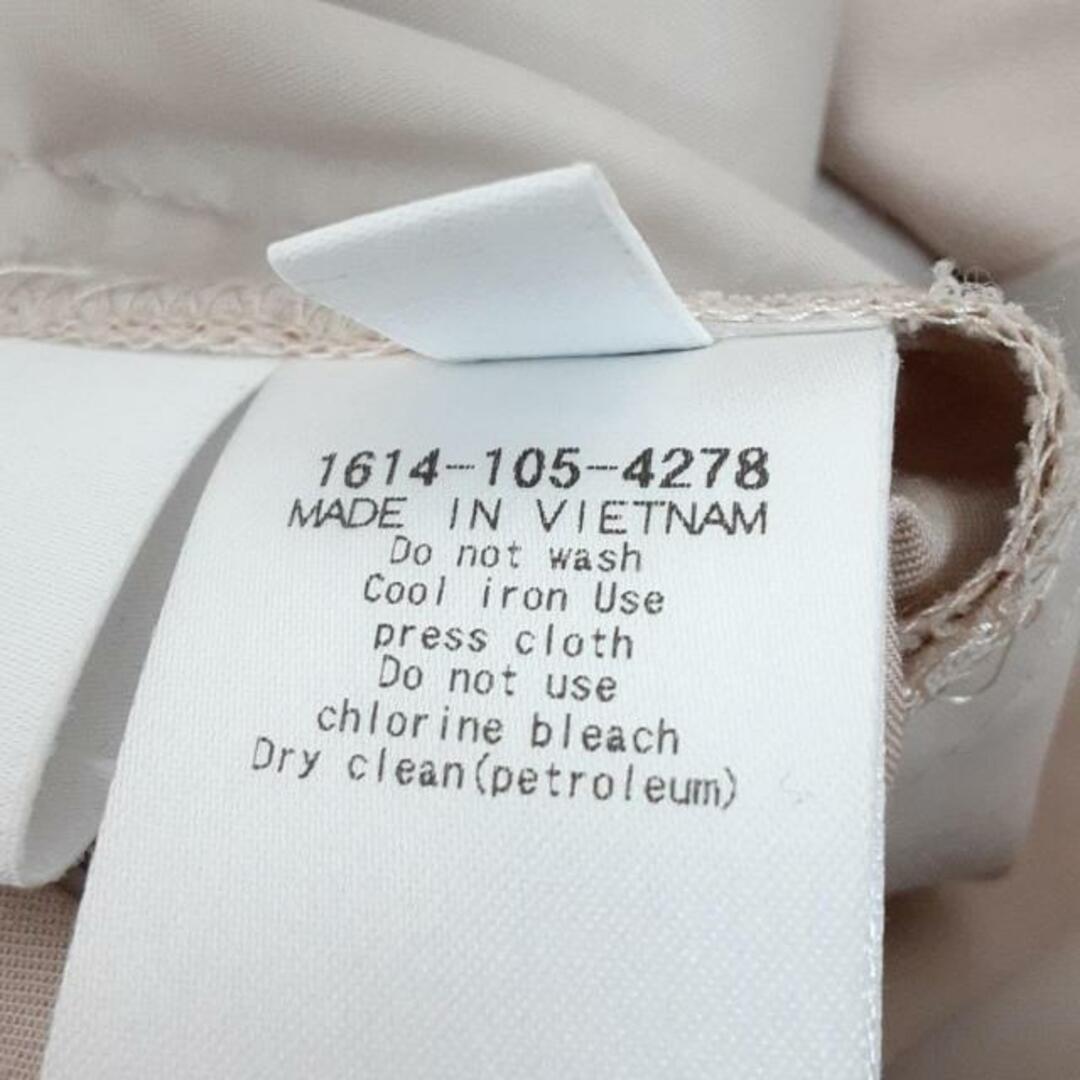 1614-105-4278
MADE IN VIETNAM
Do not wash
Cool iron Use
press cloth
Do not use
chlorine bleach
Dry clean(petroleum)